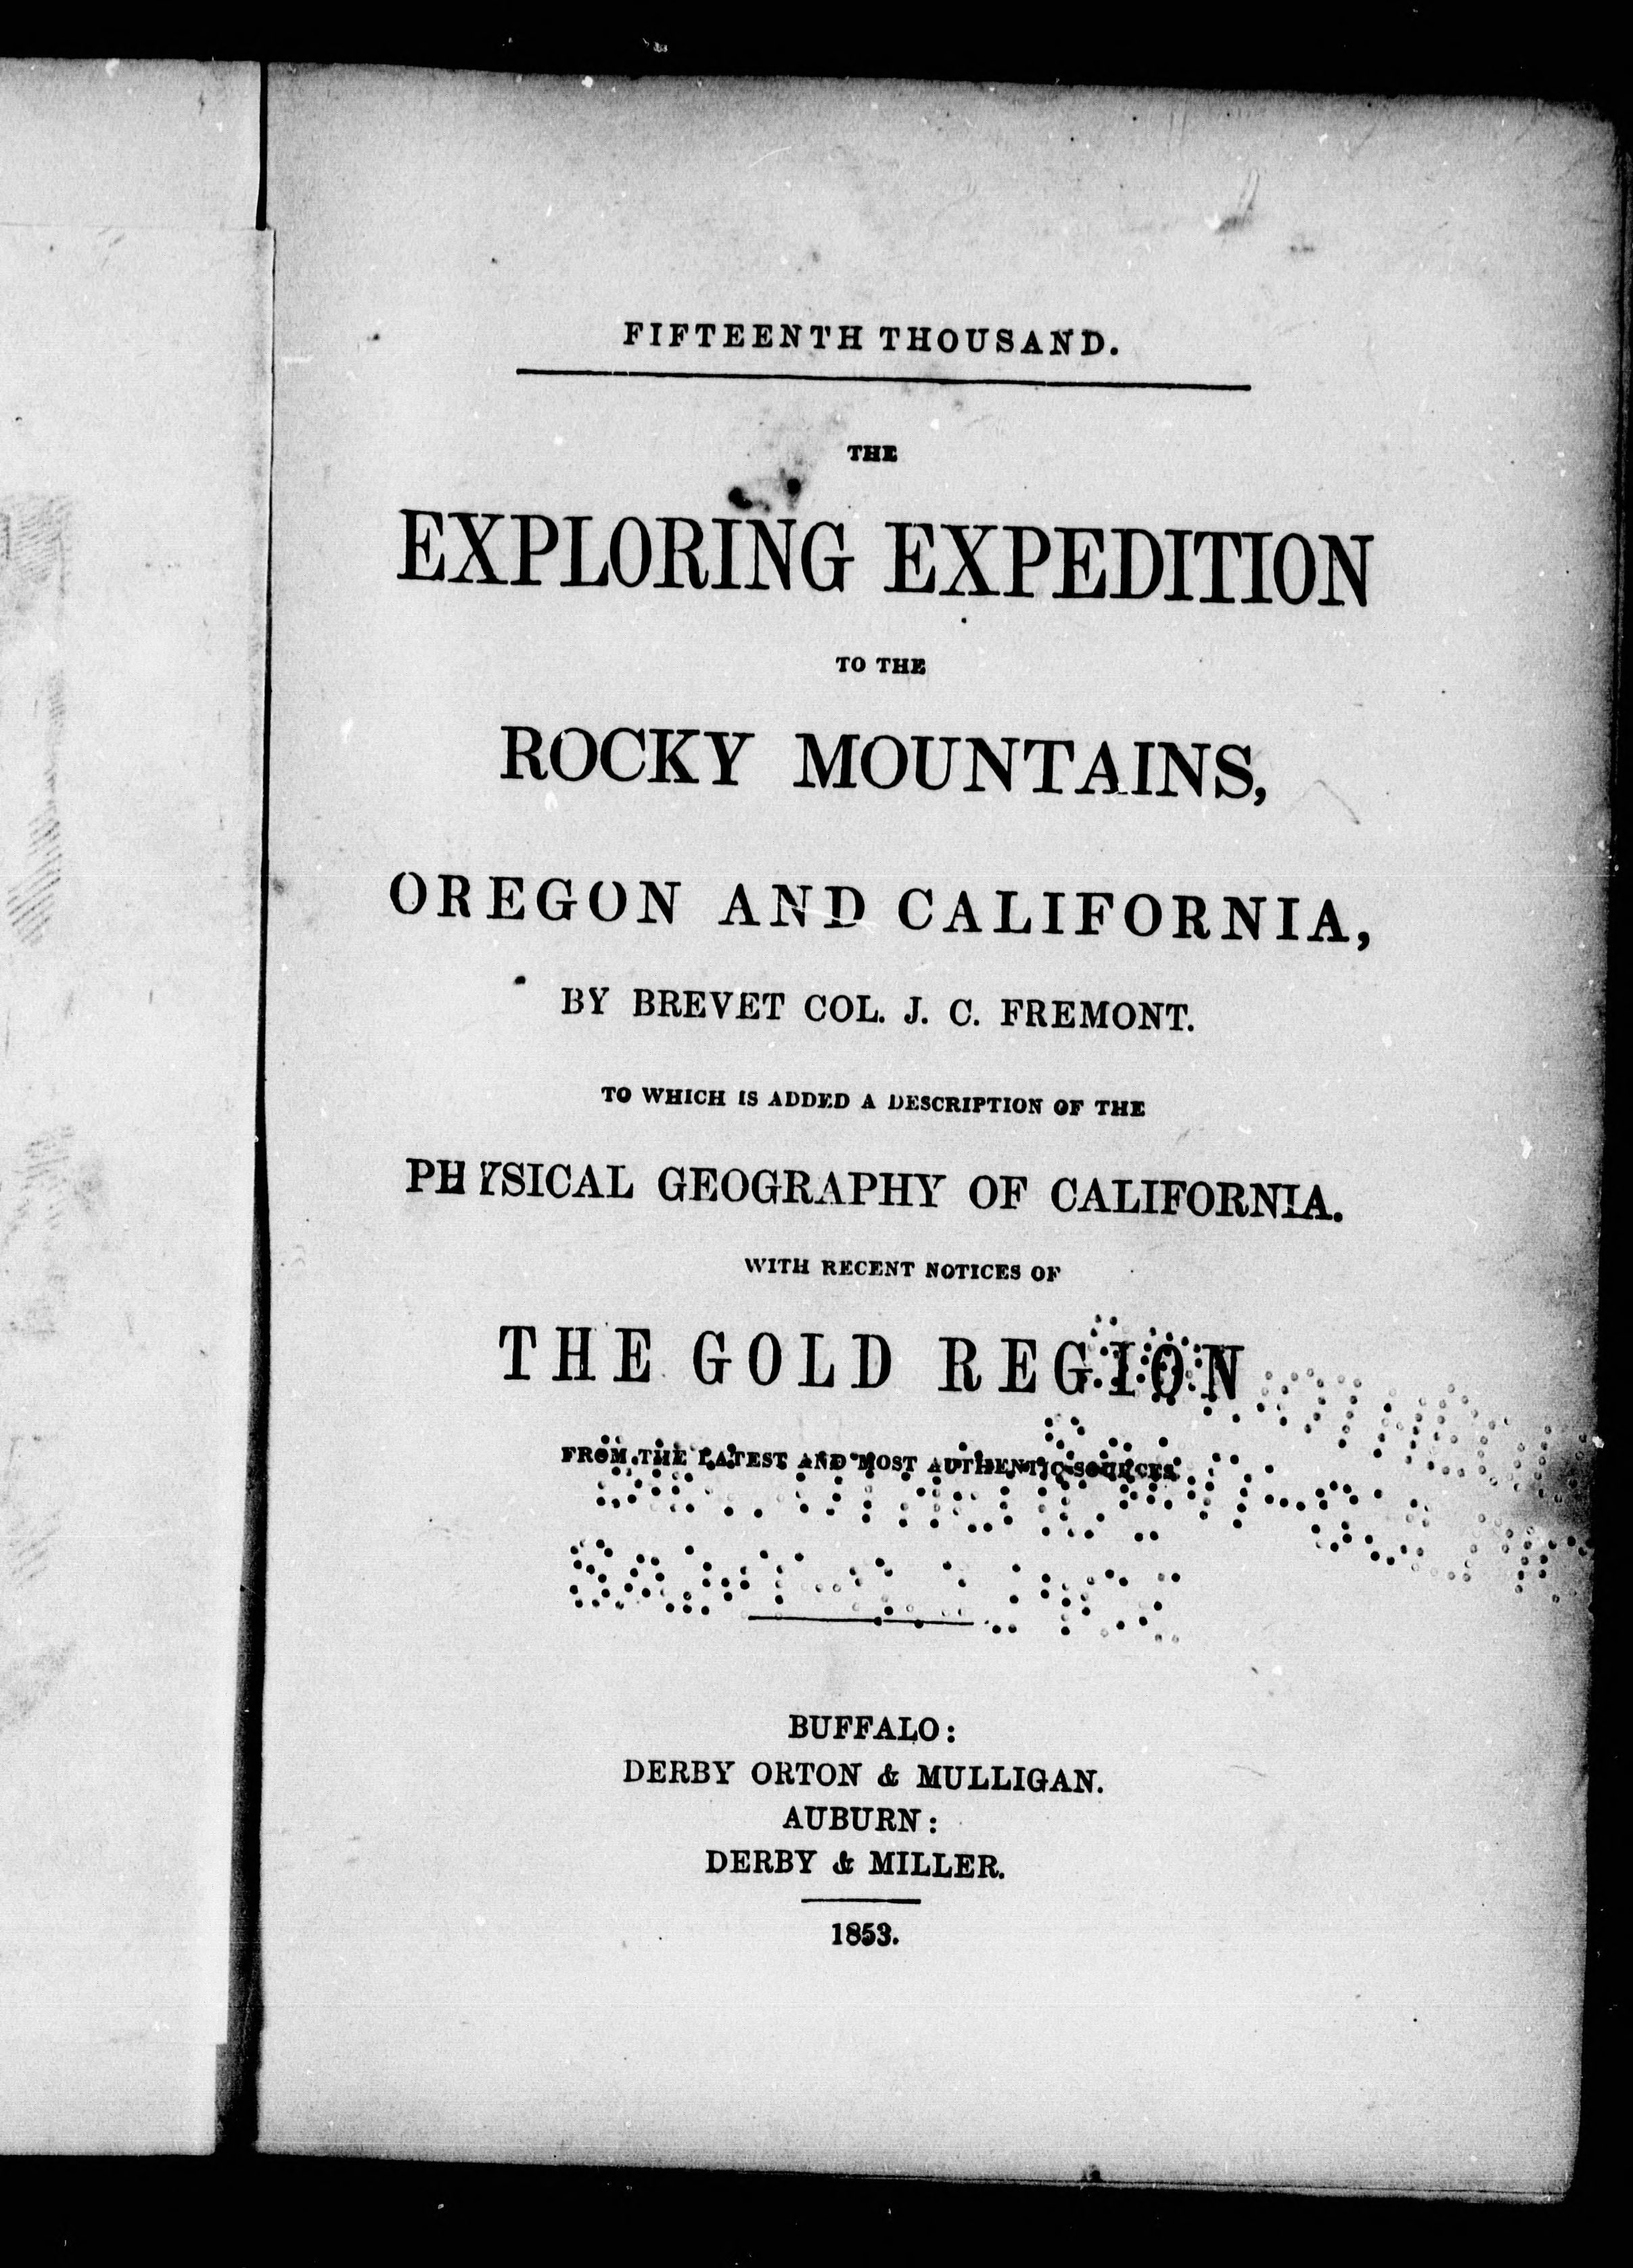 FIFTEENTH THOUSAND.
THE
EXPLORING EXPEDITION
TO THE
ROCKY MOUNTAINS,
OREGON AND CALIFORNIA,
BY BREVET COL. J. C. FREMONT.
TO WHICH IS ADDED A DESCRIPTION OF THE
PHYSICAL GEOGRAPHY OF CALIFORNIA.
WITH RECENT NOTICES OF
THE GOLD REGION
FROM THE LATEST AND MOST AUTHENTIC SOURCES.
BUFFALO:
DERBY ORTON & MULLIGAN.
AUBURN:
DERBY & MILLER.
1853.